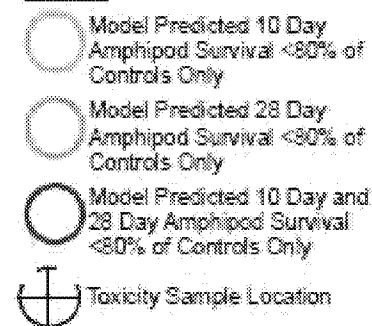 Model Predicted 10 Day
Amphipod Survival <80% of
Controls Only
Model Predicted 28 Day
Amphipod Survival <80% of
Controls Only
Model Predicted 10 Day and
28 Day Amphipod Survival
<80% of Controls Only
Toxicity Sample Location